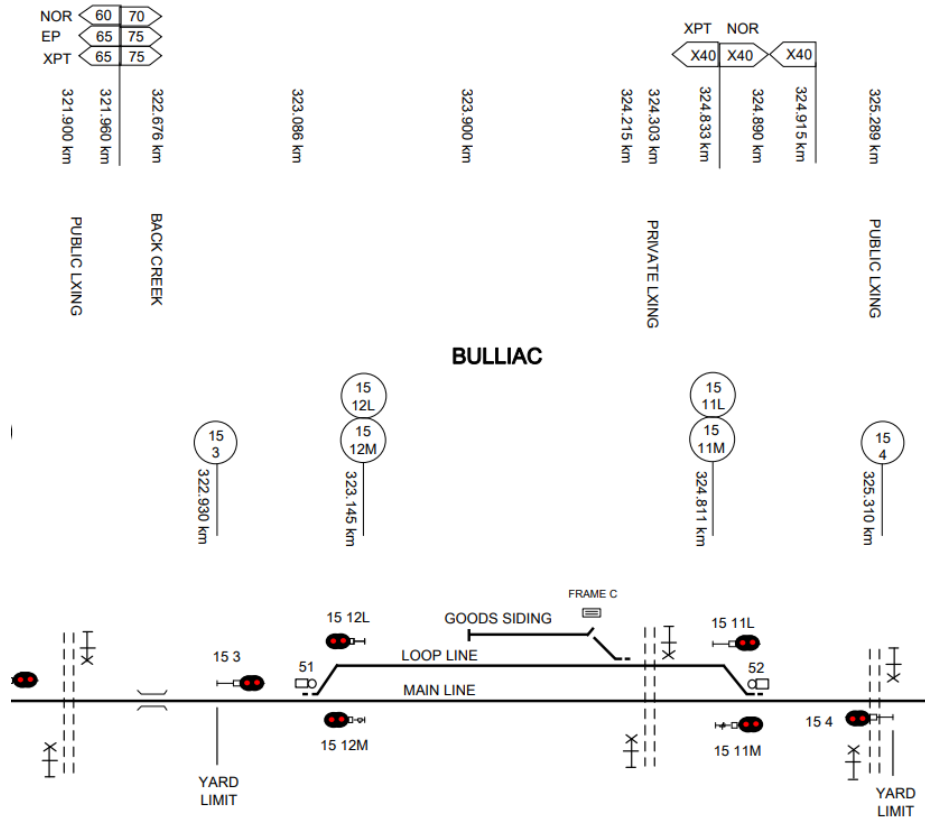 NOR 60 70
EP 65 75
XPT 65 75
XPT NOR
X40 X40 X40
321.900 km
321.960 km
322.676 km
323.086 km
323.900 km
324.215 km
324.303 km
324.833 km
324.890 km
324.915 km
325.289 km
PUBLIC LXING
BACK CREEK
PRIVATE LXING
PUBLIC LXING
BULLIAC
15
12L
15
11L
15
3
15
12M
15
11M
15
4
322.930 km
323.145 km
324.811 km
325.310 km
FRAME C
15 12L
GOODS SIDING
15 11L
15 3
51
LOOP LINE
52
MAIN LINE
15 12M
15 11M
15 4
YARD
LIMIT
YARD
LIMIT